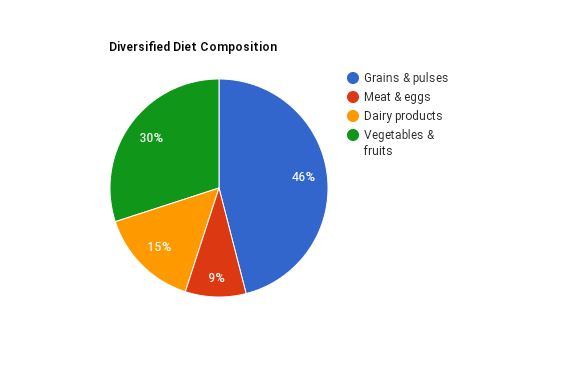 Diversified Diet Composition
Grains & pulses
Meat & eggs
Dairy products
Vegetables &
fruits
30%
46%
15%
9%